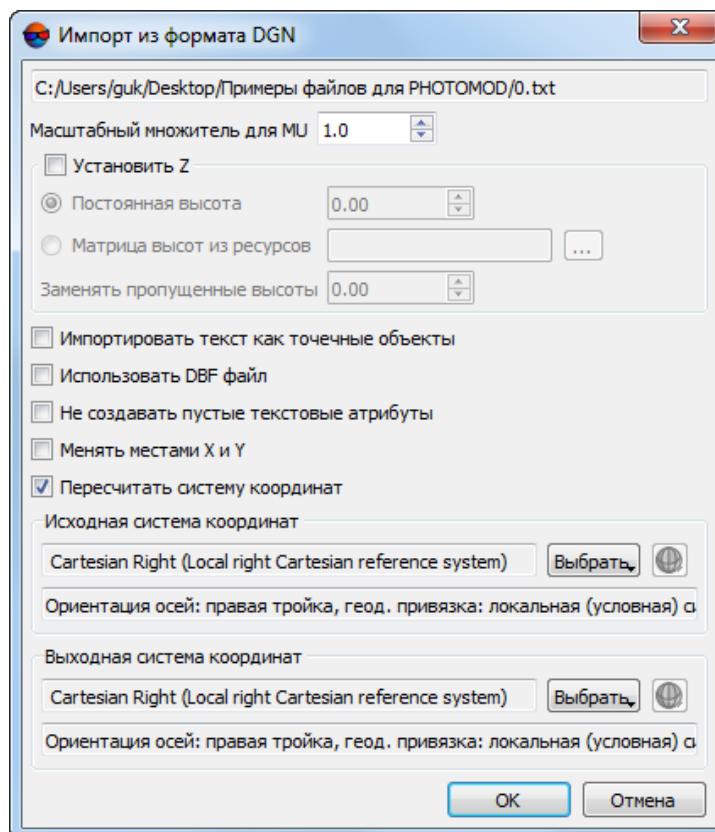 Импорт из формата DGN
C:/Users/guk/Desktop/Примеры файлов для PHOTOMOD/0.txt
Масштабный множитель для MU 1.0
Установить Z
Постоянная высота 0.00
Матрица высот из ресурсов ...
Заменять пропущенные высоты 0.00
Импортировать текст как точечные объекты
Использовать DBF файл
Не создавать пустые текстовые атрибуты
Менять местами X и Y
Пересчитать систему координат
Исходная система координат
Cartesian Right (Local right Cartesian reference system) Выбрать
Ориентация осей: правая тройка, геод. привязка: локальная (условная) си
Выходная система координат
Cartesian Right (Local right Cartesian reference system) Выбрать
Ориентация осей: правая тройка, геод. привязка: локальная (условная) си
OK Отмена